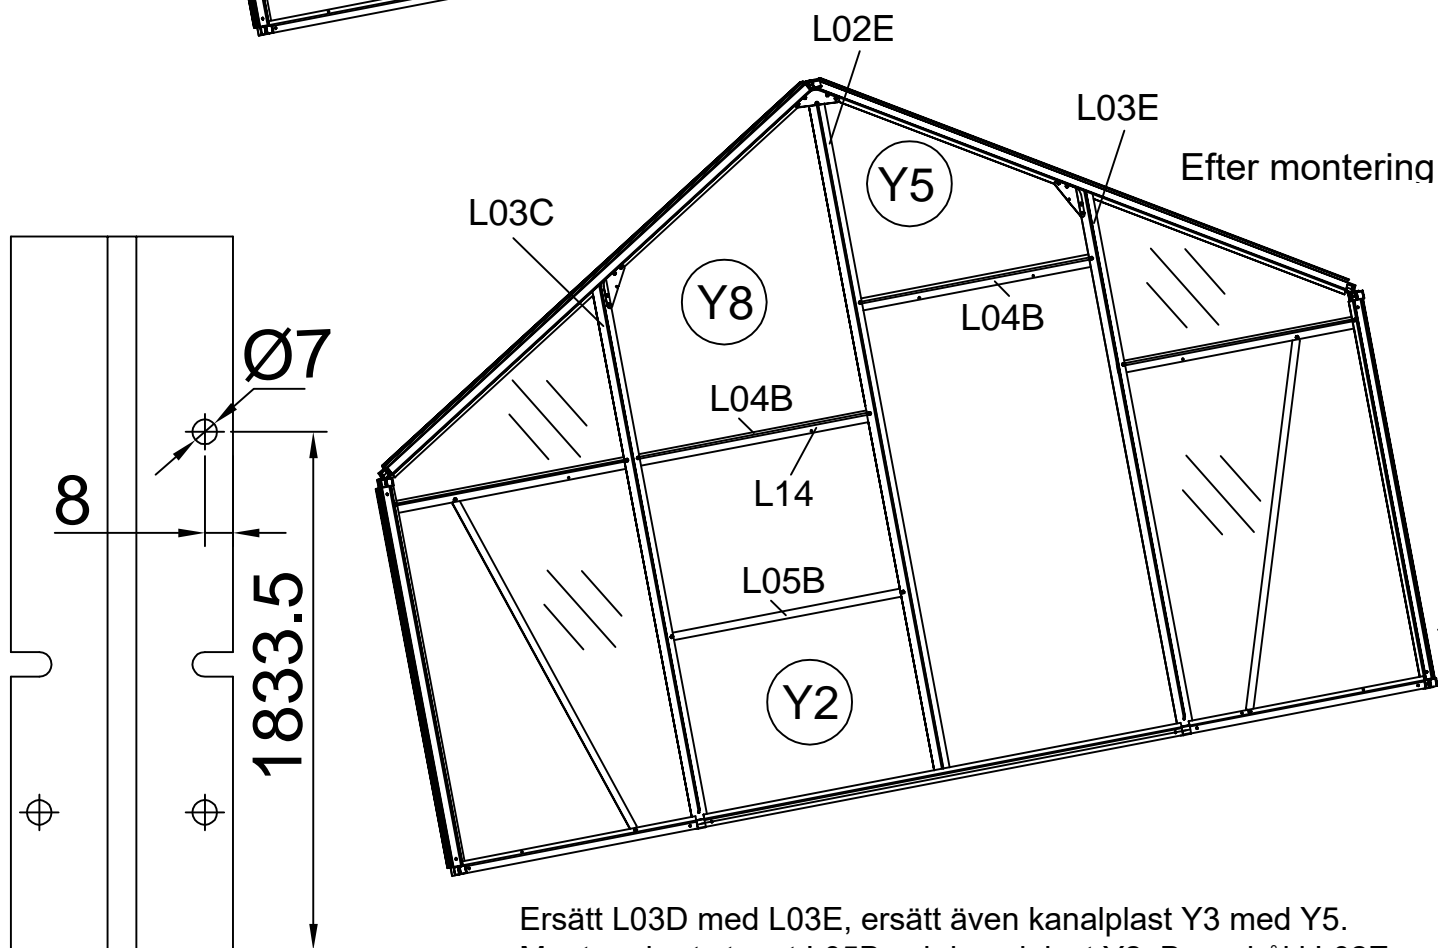 L02E
L03E
Efter montering
Y5
L03C
Y8
L04B
Ø7
L04B
8
L14
1833.5
L05B
Y2
Ersätt L03D med L03E, ersätt även kanalplast Y3 med Y5.